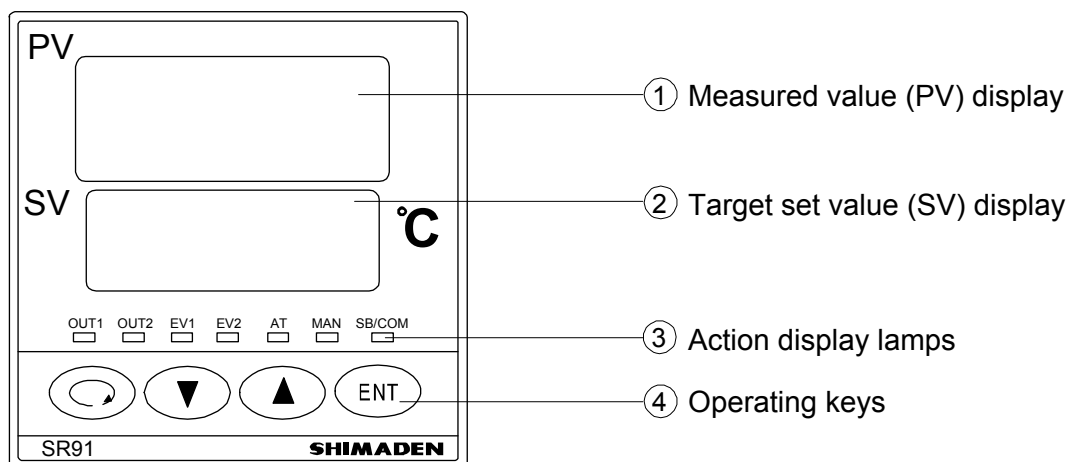 PV
① Measured value (PV) display
SV
② Target set value (SV) display
°C
OUT1 OUT2 EV1 EV2 AT MAN SB/COM
③ Action display lamps
ENT
④ Operating keys
SR91 SHIMADEN